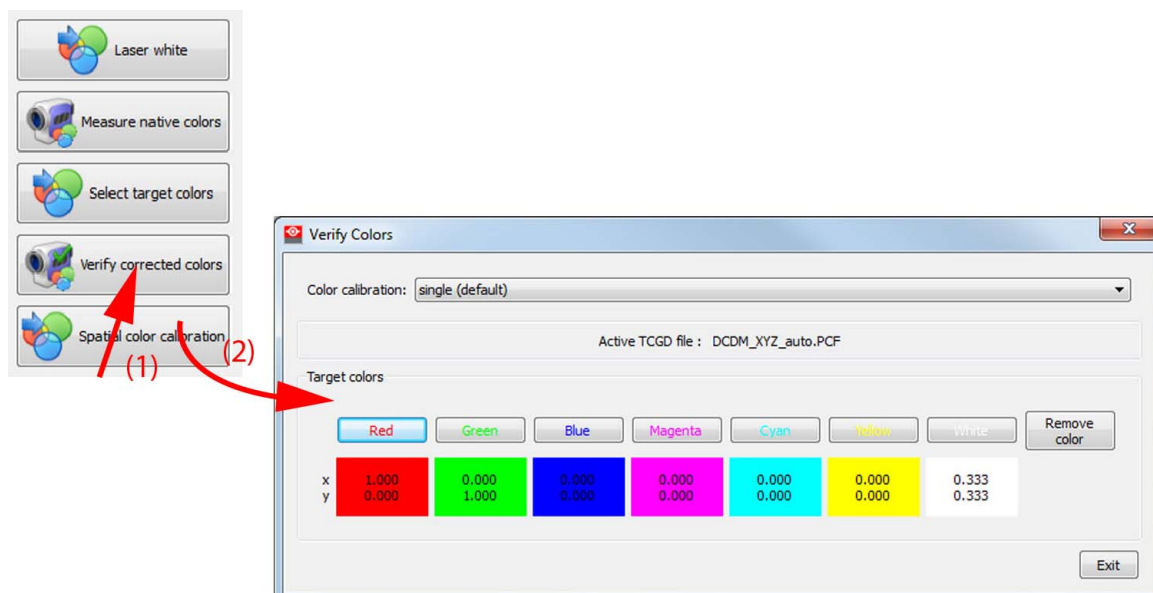 Laser white
Measure native colors
Select target colors
Verify corrected colors
Spatial color calibration
(1)
(2)
Verify Colors
Color calibration: single (default)
Active TCGD file : DCDM_XYZ_auto.PCF
Target colors
Red Green Blue Magenta Cyan Yellow White Remove color
x 1.000 0.000 0.000 0.000 0.000 0.000 0.333
y 0.000 1.000 0.000 0.000 0.000 0.000 0.333
Exit